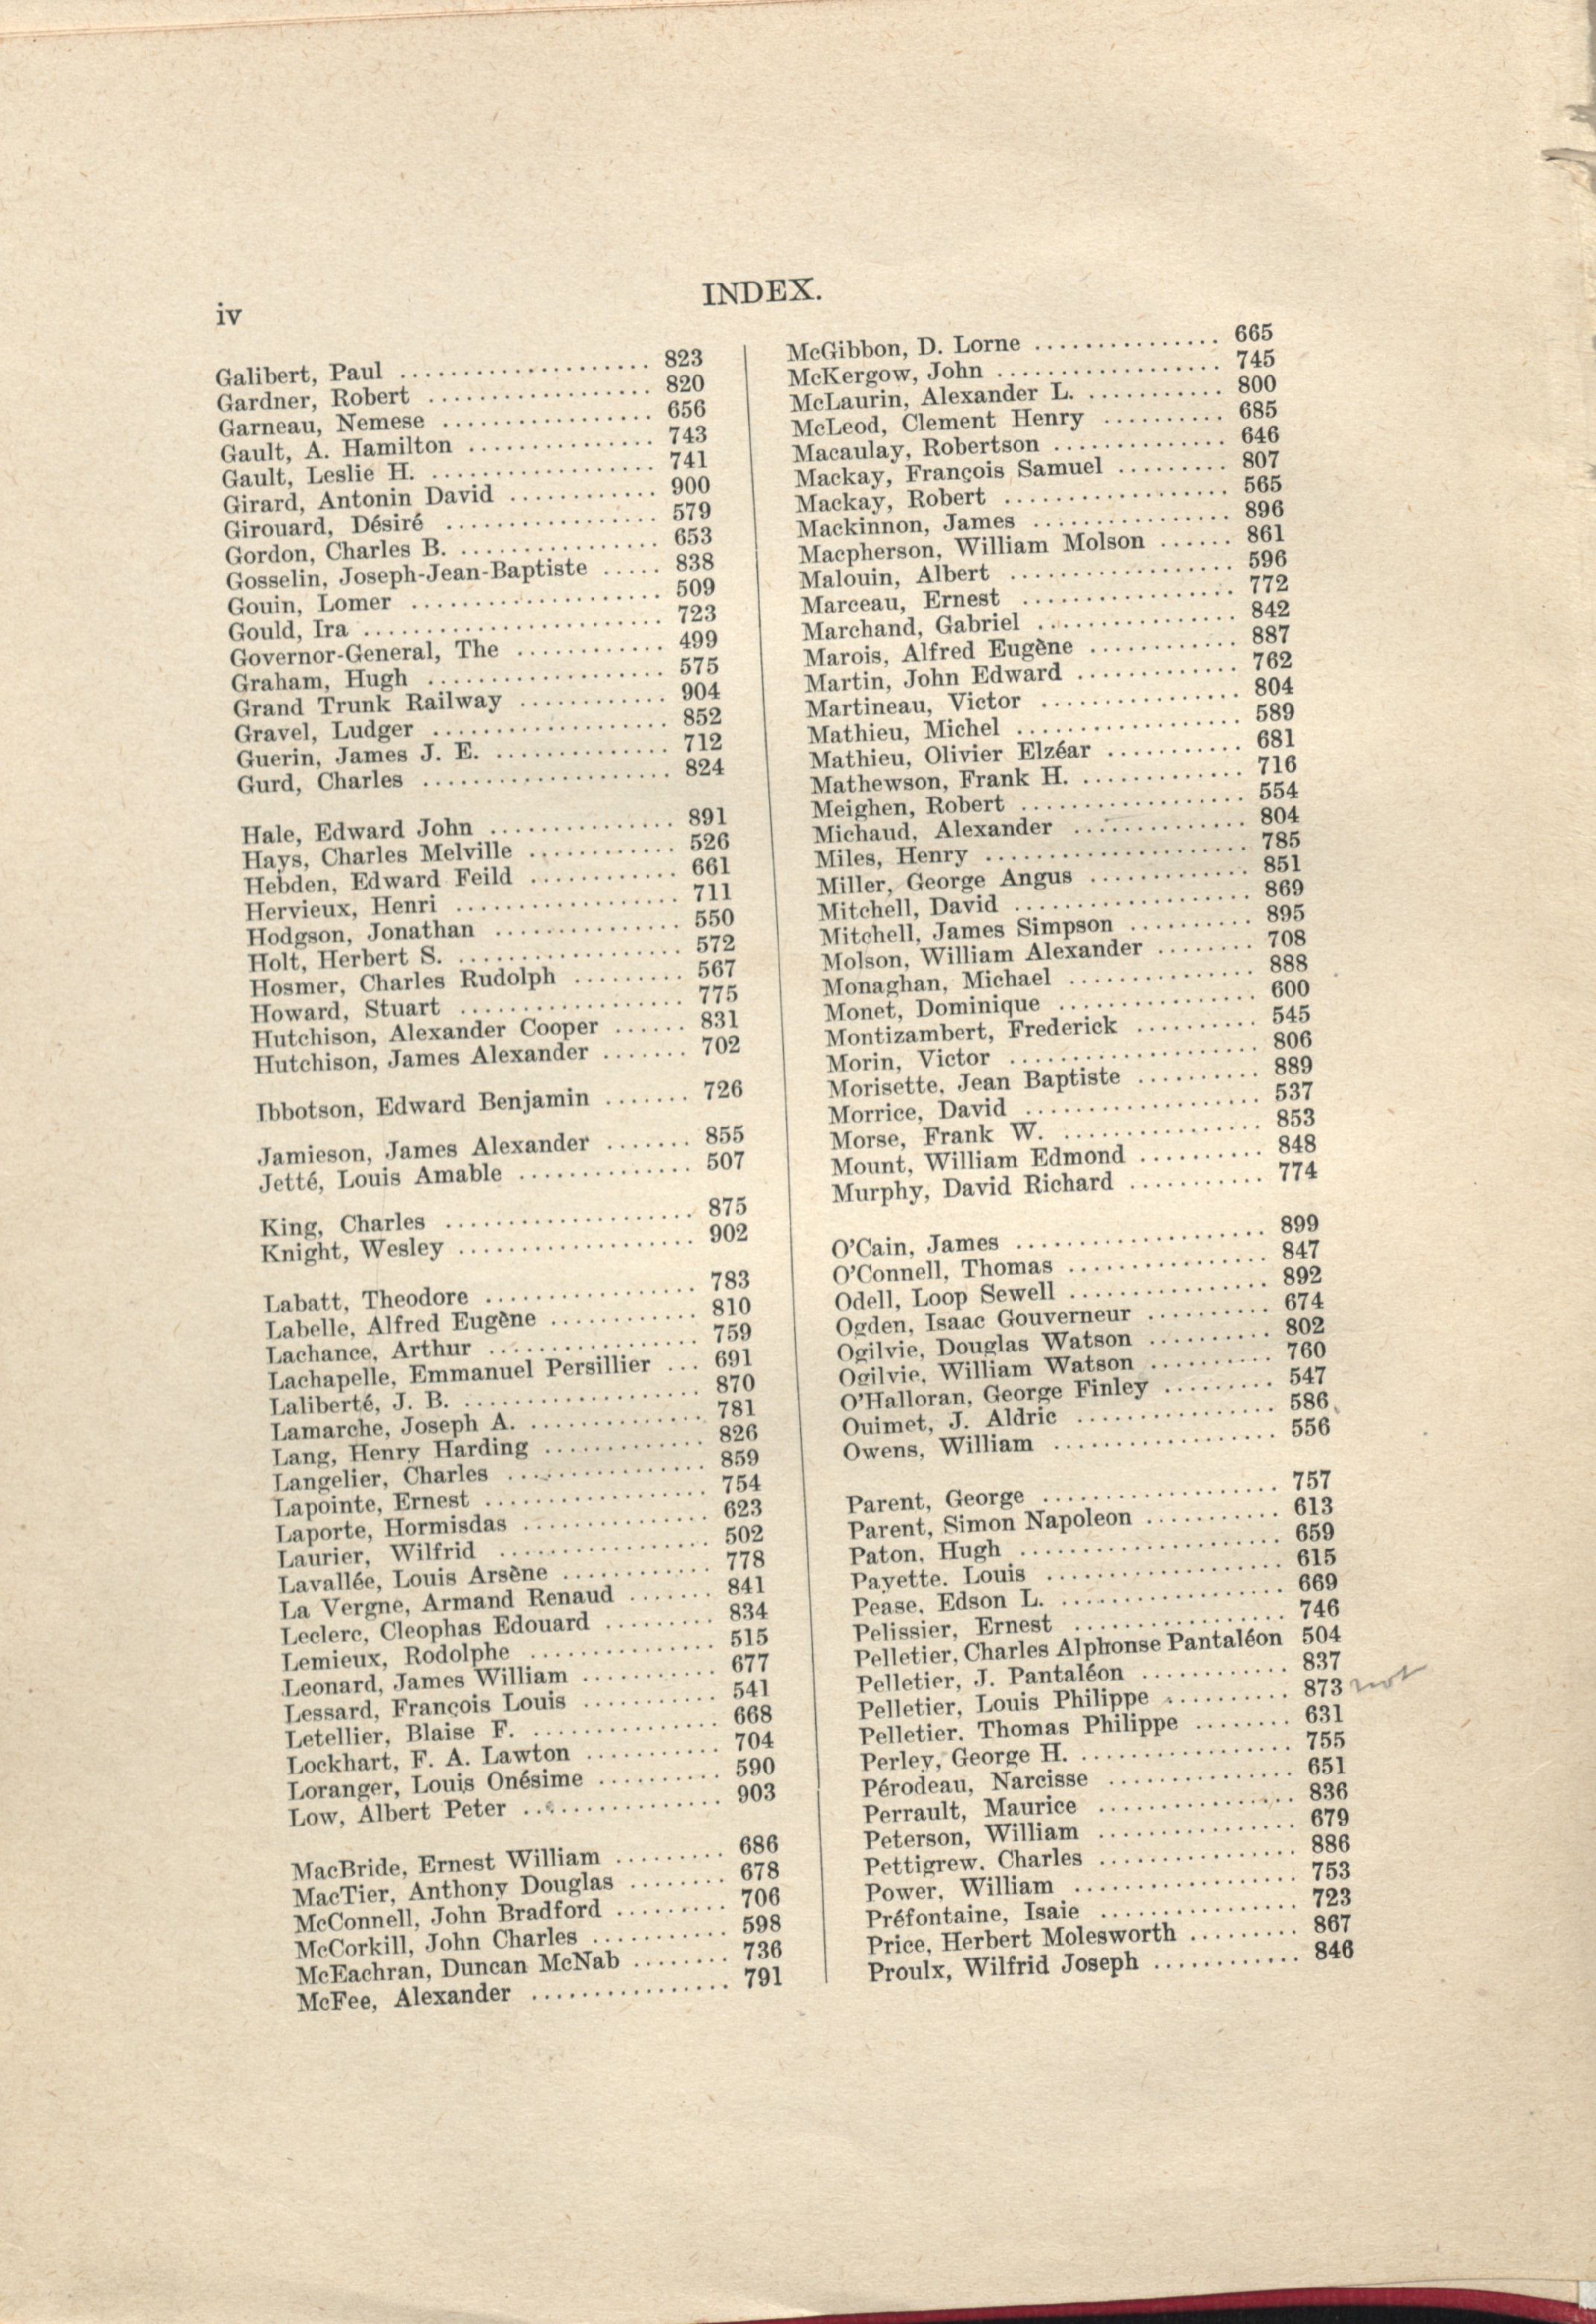 iv
INDEX.
Galibert, Paul .................... 823
Gardner, Robert .................. 820
Garneau, Nemese ................. 656
Gault, A. Hamilton ............... 743
Gault, Leslie H. .................. 741
Girard, Antonin David ............ 900
Girouard, Désiré ................. 579
Gordon, Charles B. ................ 653
Gosselin, Joseph-Jean-Baptiste ..... 838
Gouin, Lomer .................... 509
Gould, Ira ........................ 723
Governor-General, The ............ 499
Graham, Hugh ................... 575
Grand Trunk Railway ............ 904
Gravel, Ludger ................... 852
Guerin, James J. E. .............. 712
Gurd, Charles .................... 824
Hale, Edward John ............... 891
Hays, Charles Melville ............ 526
Hebden, Edward Feild ............ 661
Hervieux, Henri .................. 711
Hodgson, Jonathan ............... 550
Holt, Herbert S. .................. 572
Hosmer, Charles Rudolph ......... 567
Howard, Stuart .................. 775
Hutchison, Alexander Cooper ...... 831
Hutchison, James Alexander ....... 702
Ibbotson, Edward Benjamin ....... 726
Jamieson, James Alexander ....... 855
Jetté, Louis Amable .............. 507
King, Charles .................... 875
Knight, Wesley ................... 902
Labatt, Theodore ................. 783
Labelle, Alfred Eugène ............ 810
Lachance, Arthur ................. 759
Lachapelle, Emmanuel Persillier ... 691
Laliberté, J. B. ................... 870
Lamarche, Joseph A. .............. 781
Lang, Henry Harding ............. 826
Langelier, Charles ................ 859
Lapointe, Ernest .................. 754
Laporte, Hormisdas ............... 623
Laurier, Wilfrid ................. 502
Lavallée, Louis Arsène ............ 778
La Vergne, Armand Renaud ....... 841
Leclerc, Cleophas Edouard ......... 834
Lemieux, Rodolphe ............... 515
Leonard, James William ........... 677
Lessard, François Louis ........... 541
Letellier, Blaise F. ............... 668
Lockhart, F. A. Lawton ........... 704
Loranger, Louis Onésime .......... 590
Low, Albert Peter ................ 903
MacBride, Ernest William ......... 686
MacTier, Anthony Douglas ........ 678
McConnell, John Bradford ......... 706
McCorkill, John Charles ........... 598
McEachran, Duncan McNab ........ 736
McFee, Alexander ................ 791
McGibbon, D. Lorne ............... 665
McKergow, John .................. 745
McLaurin, Alexander L. ........... 800
McLeod, Clement Henry .......... 685
Macaulay, Robertson .............. 646
Mackay, François Samuel ......... 807
Mackay, Robert .................. 565
Mackinnon, James ................ 896
Macpherson, William Molson ...... 861
Malouin, Albert .................. 596
Marceau, Ernest ................. 772
Marchand, Gabriel ................ 842
Marois, Alfred Eugène ............ 887
Martin, John Edward ............. 762
Martineau, Victor ................ 804
Mathieu, Michel .................. 589
Mathieu, Olivier Elzéar ........... 681
Mathewson, Frank H. ............. 716
Meighen, Robert .................. 554
Michaud, Alexander .............. 804
Miles, Henry ..................... 785
Miller, George Angus ............. 851
Mitchell, David ................... 869
Mitchell, James Simpson .......... 895
Molson, William Alexander ........ 708
Monaghan, Michael ............... 888
Monet, Dominique ................ 600
Montizambert, Frederick .......... 545
Morin, Victor .................... 806
Morisette, Jean Baptiste .......... 889
Morrice, David ................... 537
Morse, Frank W. ................ 853
Mount, William Edmond .......... 848
Murphy, David Richard ........... 774
O'Cain, James .................... 899
O'Connell, Thomas ................ 847
Odell, Loop Sewell ................ 892
Ogden, Isaac Gouverneur .......... 674
Ogilvie, Douglas Watson .......... 802
Ogilvie, William Watson .......... 760
O'Halloran, George Finley ......... 547
Ouimet, J. Aldric ................ 586
Owens, William .................. 556
Parent, George ................... 757
Parent, Simon Napoleon ........... 613
Paton, Hugh ..................... 659
Payette. Louis ................... 615
Pease, Edson L. .................. 669
Pelissier, Ernest ................. 746
Pelletier, Charles Alphonse Pantaléon 504
Pelletier, J. Pantaléon ............ 837
Pelletier, Louis Philippe .......... 873 not
Pelletier. Thomas Philippe ........ 631
Perley, George H. ................. 755
Pérodeau, Narcisse ............... 651
Perrault, Maurice ................ 836
Peterson, William ................ 679
Pettigrew. Charles ................ 886
Power, William .................. 753
Préfontaine, Isaie ................ 723
Price, Herbert Molesworth ......... 867
Proulx, Wilfrid Joseph ............ 846